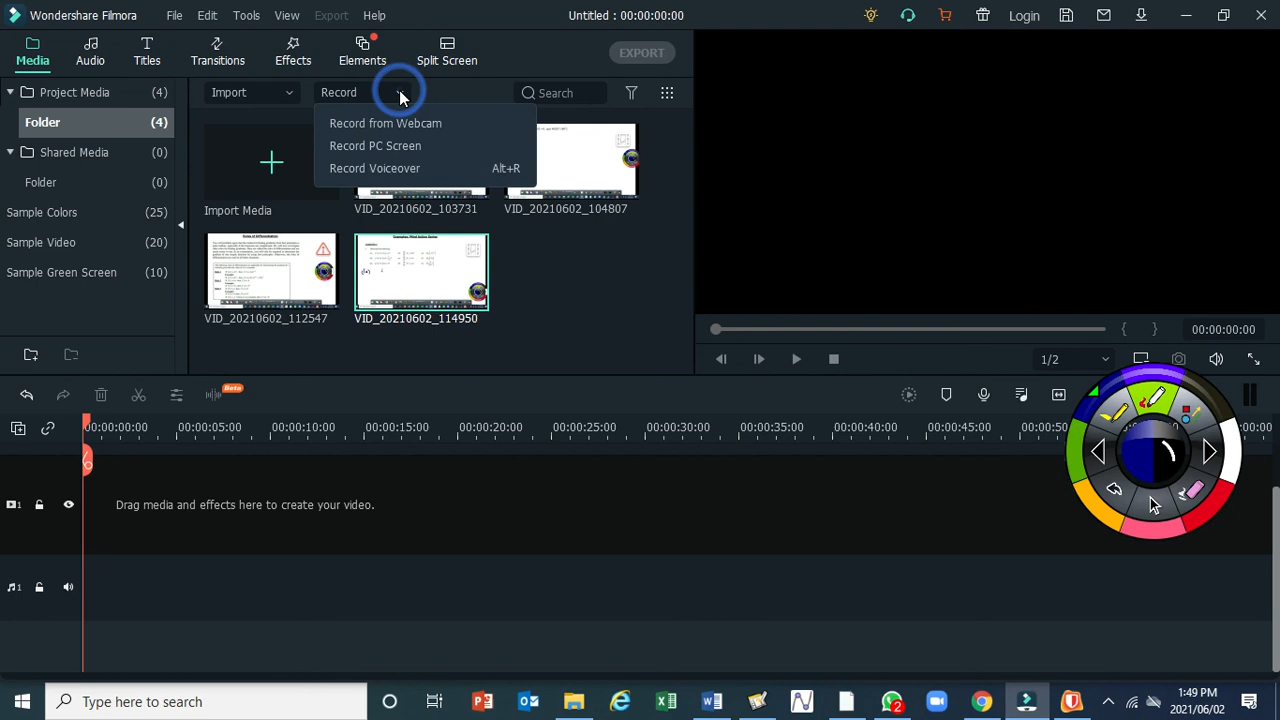 Wondershare Filmora File Edit Tools View Export Help Untitled : 00:00:00:00 Login
Media Audio Titles Transitions Effects Elements Split Screen EXPORT
Project Media (4) Import Record Search
Folder (4)
Shared Media (0)
Folder (0)
Sample Colors (25)
Sample Video (20)
Sample Green Screen (10)
Record from Webcam
Record PC Screen
Record Voiceover Alt+R
Import Media VID_20210602_103731 VID_20210602_104807
Rules of Differentiation
VID_20210602_112547 VID_20210602_114950
00:00:00:00
1/2
Beta
00:00:00:00 00:00:05:00 00:00:10:00 00:00:15:00 00:00:20:00 00:00:25:00 00:00:30:00 00:00:35:00 00:00:40:00 00:00:45:00 00:00:50
1 Drag media and effects here to create your video.
1
Type here to search
2
1:49 PM
2021/06/02